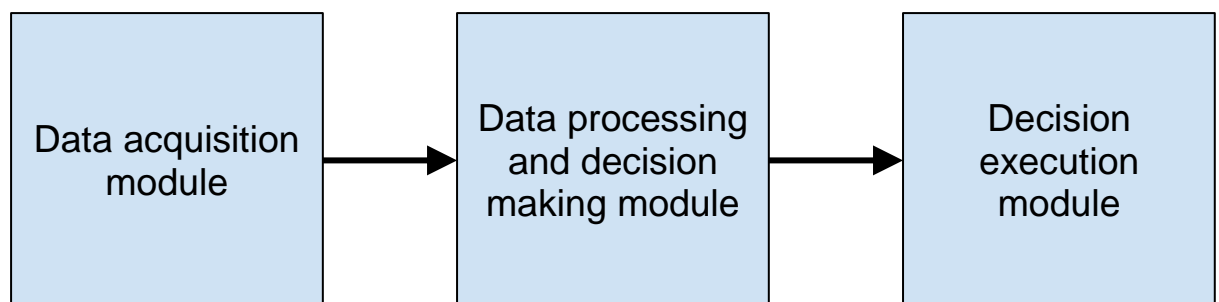 Data acquisition
module
Data processing
and decision
making module
Decision
execution
module